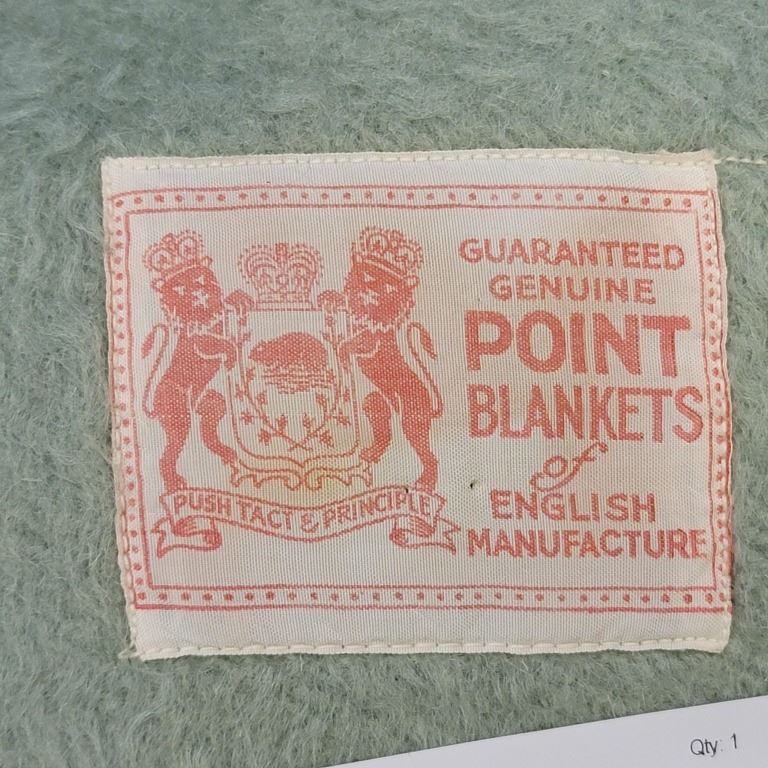 GUARANTEED
GENUINE
POINT
BLANKETS
of
ENGLISH
MANUFACTURE
PUSH TACT & PRINCIPLE
Qty: 1